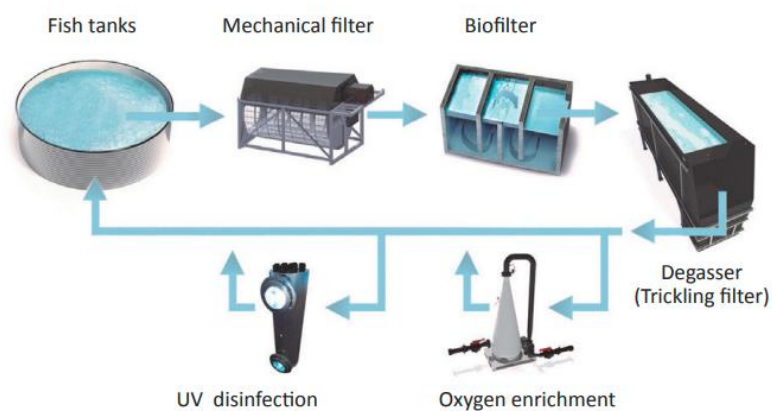 Fish tanks
Mechanical filter
Biofilter
Degasser
(Trickling filter)
UV disinfection
Oxygen enrichment